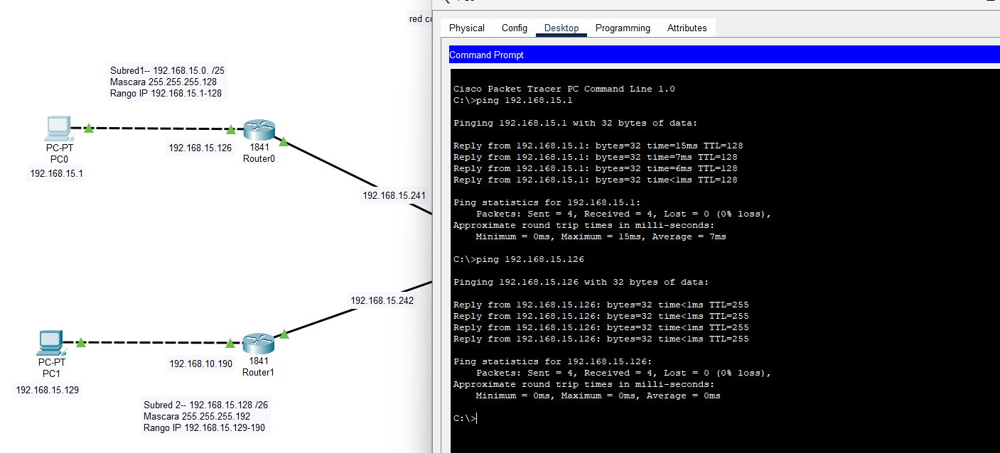 red co
Subred1-- 192.168.15.0. /25
Mascara 255.255.255.128
Rango IP 192.168.15.1-128
PC-PT
PC0
192.168.15.1
192.168.15.126
1841
Router0
192.168.15.241
192.168.15.242
PC-PT
PC1
192.168.15.129
192.168.10.190
1841
Router1
Subred 2-- 192.168.15.128 /26
Mascara 255.255.255.192
Rango IP 192.168.15.129-190
Physical Config Desktop Programming Attributes
Command Prompt
Cisco Packet Tracer PC Command Line 1.0
C:\>ping 192.168.15.1
Pinging 192.168.15.1 with 32 bytes of data:
Reply from 192.168.15.1: bytes=32 time=15ms TTL=128
Reply from 192.168.15.1: bytes=32 time=7ms TTL=128
Reply from 192.168.15.1: bytes=32 time=6ms TTL=128
Reply from 192.168.15.1: bytes=32 time<1ms TTL=128
Ping statistics for 192.168.15.1:
Packets: Sent = 4, Received = 4, Lost = 0 (0% loss),
Approximate round trip times in milli-seconds:
Minimum = 0ms, Maximum = 15ms, Average = 7ms
C:\>ping 192.168.15.126
Pinging 192.168.15.126 with 32 bytes of data:
Reply from 192.168.15.126: bytes=32 time<1ms TTL=255
Reply from 192.168.15.126: bytes=32 time<1ms TTL=255
Reply from 192.168.15.126: bytes=32 time<1ms TTL=255
Reply from 192.168.15.126: bytes=32 time<1ms TTL=255
Ping statistics for 192.168.15.126:
Packets: Sent = 4, Received = 4, Lost = 0 (0% loss),
Approximate round trip times in milli-seconds:
Minimum = 0ms, Maximum = 0ms, Average = 0ms
C:\>